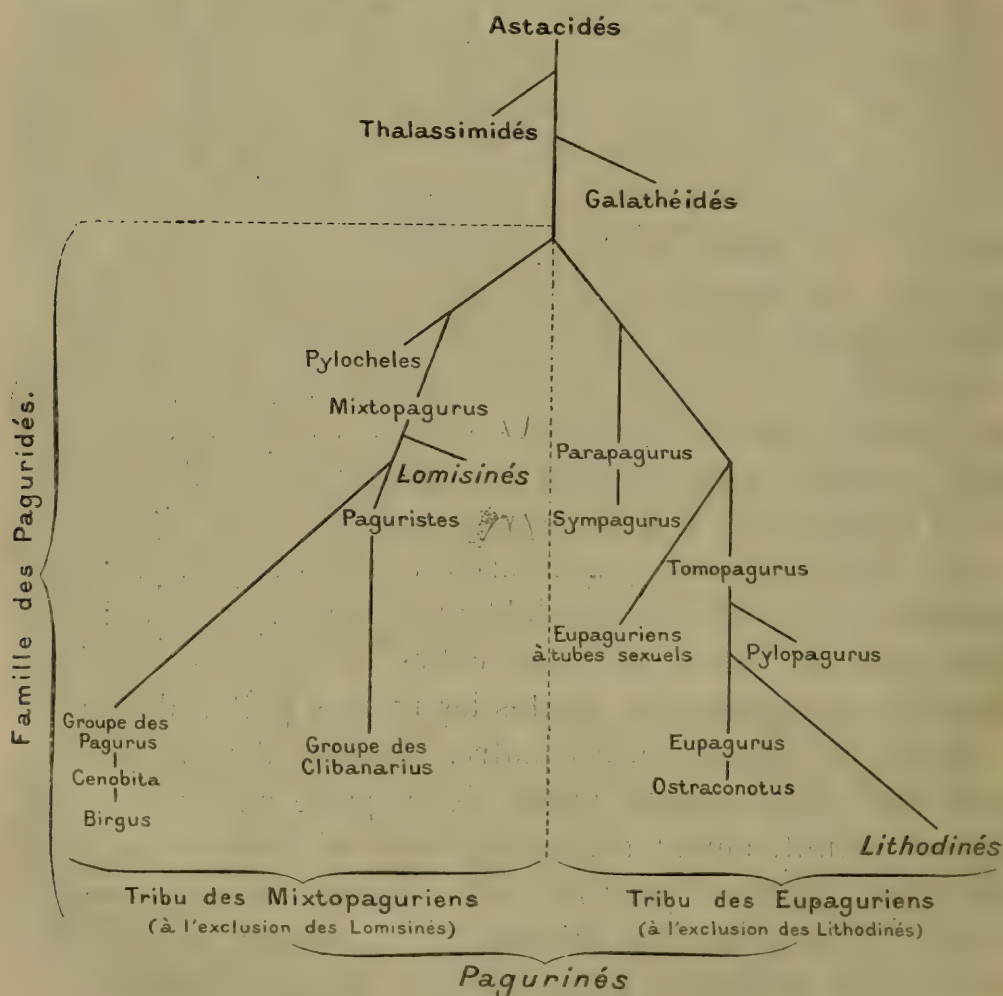 Astacidés
Thalassimidés
Galathéidés
Famille des Paguridés.
Pylocheles
Mixtopagurus
Lomisinés
Paguristes
Parapagurus
Sympagurus
Tomopagurus
Eupaguriens
à tubes sexuels
Pylopagurus
Groupe des
Pagurus
Cenobita
Birgus
Groupe des
Clibanarius
Eupagurus
Ostraconotus
Lithodinés
Tribu des Mixtopaguriens
(à l'exclusion des Lomisinés)
Tribu des Eupaguriens
(à l'exclusion des Lithodinés)
Pagurinés